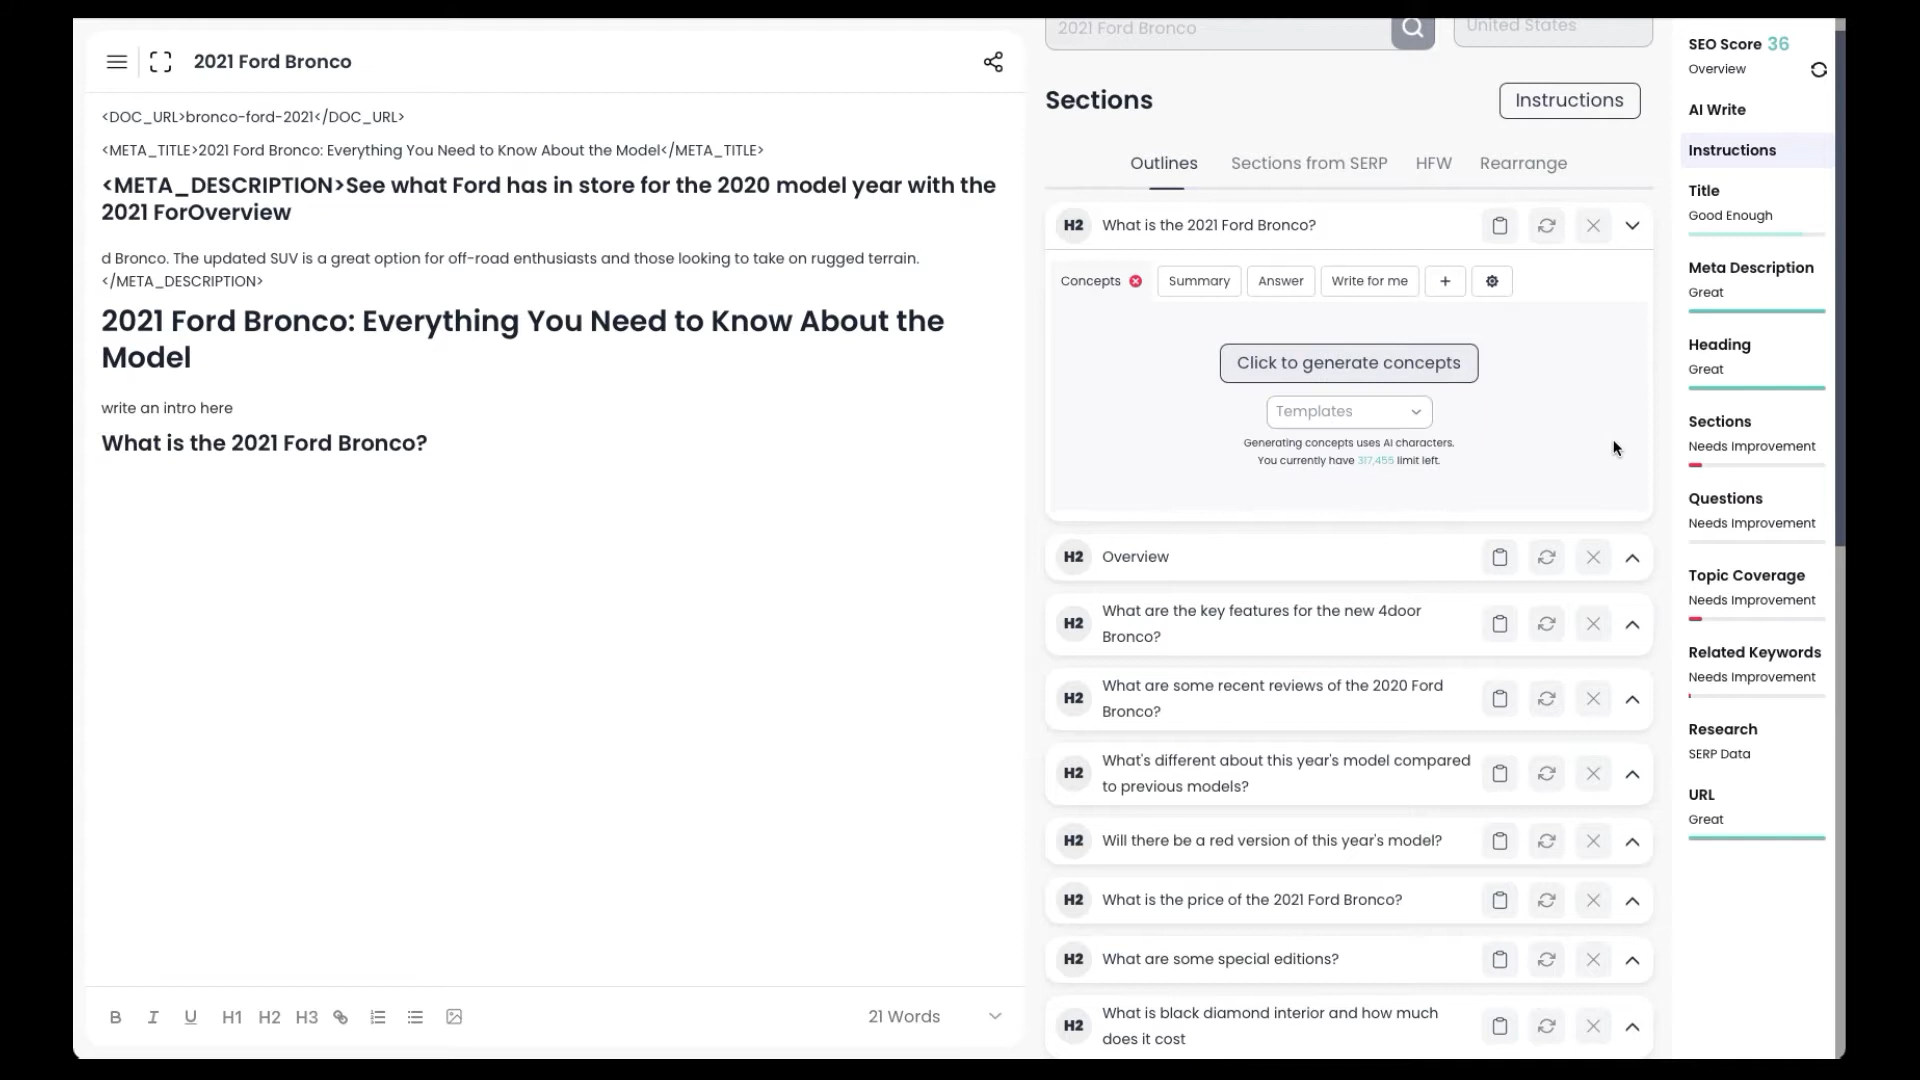 2021 Ford Bronco
<DOC_URL>bronco-ford-2021</DOC_URL>
<META_TITLE>2021 Ford Bronco: Everything You Need to Know About the Model</META_TITLE>
<META_DESCRIPTION>See what Ford has in store for the 2020 model year with the
2021 ForOverview
d Bronco. The updated SUV is a great option for off-road enthusiasts and those looking to take on rugged terrain.
</META_DESCRIPTION>
2021 Ford Bronco: Everything You Need to Know About the
Model
write an intro here
What is the 2021 Ford Bronco?
B I U H1 H2 H3
21 Words
2021 Ford Bronco
United States
Sections
Instructions
Outlines Sections from SERP HFW Rearrange
H2 What is the 2021 Ford Bronco?
Concepts Summary Answer Write for me +
Click to generate concepts
Templates
Generating concepts uses AI characters.
You currently have 317,455 limit left.
H2 Overview
H2 What are the key features for the new 4door
Bronco?
H2 What are some recent reviews of the 2020 Ford
Bronco?
H2 What's different about this year's model compared
to previous models?
H2 Will there be a red version of this year's model?
H2 What is the price of the 2021 Ford Bronco?
H2 What are some special editions?
H2 What is black diamond interior and how much
does it cost
SEO Score 36
Overview
AI Write
Instructions
Title
Good Enough
Meta Description
Great
Heading
Great
Sections
Needs Improvement
Questions
Needs Improvement
Topic Coverage
Needs Improvement
Related Keywords
Needs Improvement
Research
SERP Data
URL
Great